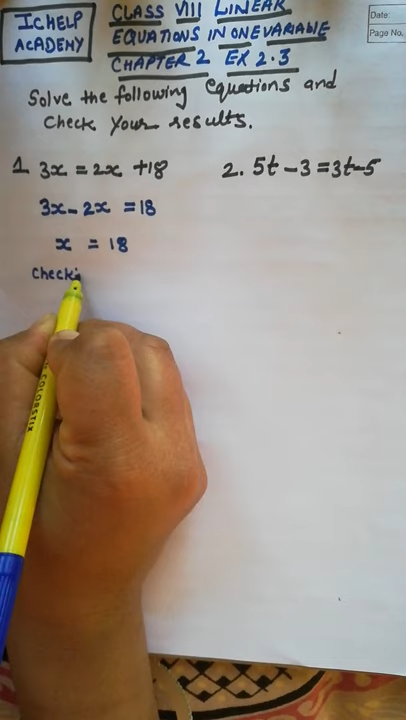 ICHELP
ACADEMY
CLASS VIII LINEAR
EQUATIONS IN ONE VARIABLE
CHAPTER 2 EX 2.3
Date:
Page No.
Solve the following equations and
check your results.
1. 3x = 2x + 18
3x - 2x = 18
x = 18
Check:
2. 5t - 3 = 3t - 5